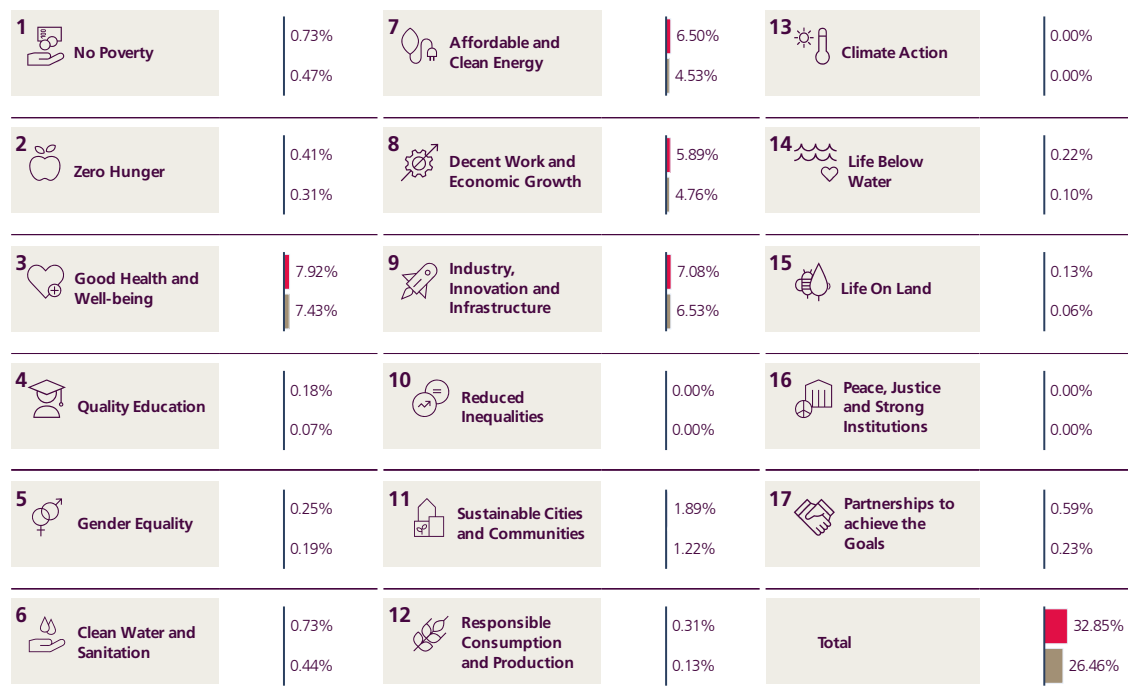 1
No Poverty
0.73%
0.47%
2
Zero Hunger
0.41%
0.31%
3
Good Health and
Well-being
7.92%
7.43%
4
Quality Education
0.18%
0.07%
5
Gender Equality
0.25%
0.19%
6
Clean Water and
Sanitation
0.73%
0.44%
7
Affordable and
Clean Energy
6.50%
4.53%
8
Decent Work and
Economic Growth
5.89%
4.76%
9
Industry,
Innovation and
Infrastructure
7.08%
6.53%
10
Reduced
Inequalities
0.00%
0.00%
11
Sustainable Cities
and Communities
1.89%
1.22%
12
Responsible
Consumption
and Production
0.31%
0.13%
13
Climate Action
0.00%
0.00%
14
Life Below
Water
0.22%
0.10%
15
Life On Land
0.13%
0.06%
16
Peace, Justice
and Strong
Institutions
0.00%
0.00%
17
Partnerships to
achieve the
Goals
0.59%
0.23%
Total
32.85%
26.46%